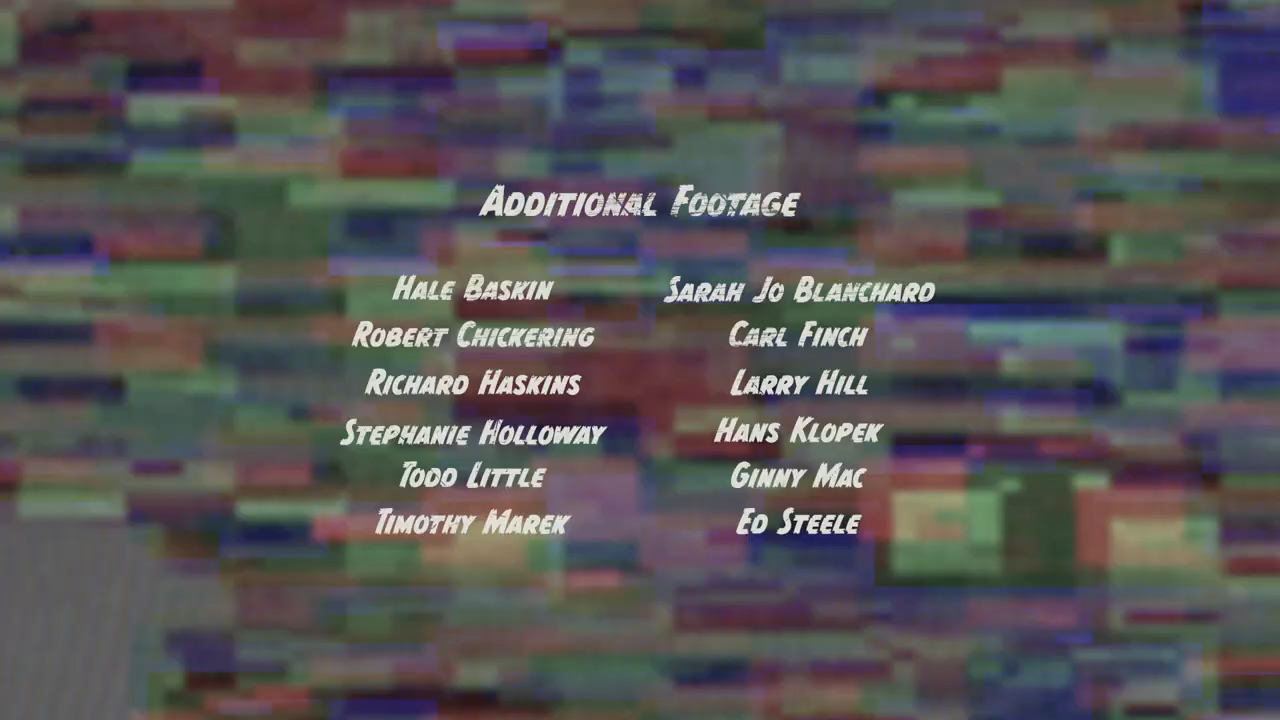 Additional Footage
Hale Baskin
Sarah Jo Blanchard
Robert Chickering
Carl Finch
Richard Haskins
Larry Hill
Stephanie Holloway
Hans Klopek
Todd Little
Ginny Mac
Timothy Marek
Ed Steele